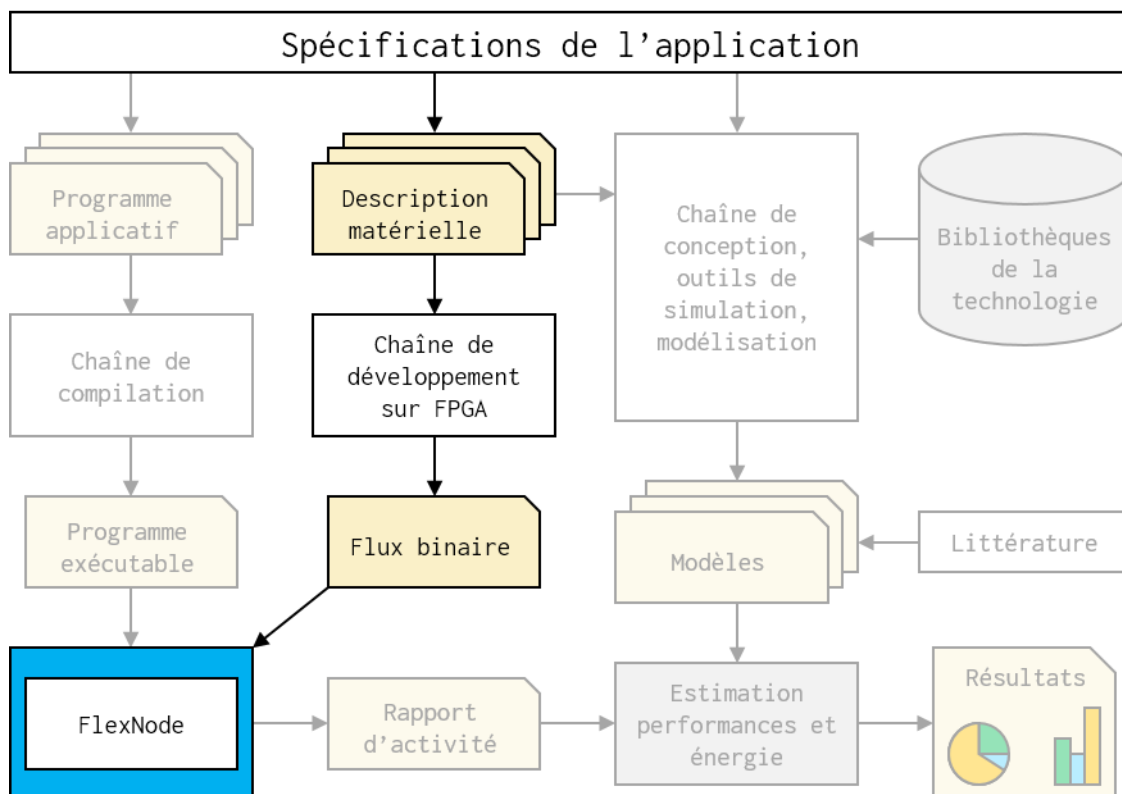 Spécifications de l'application
Programme
applicatif
Description
matérielle
Chaîne de
conception,
outils de
simulation,
modélisation
Bibliothèques
de la
technologie
Chaîne de
compilation
Chaîne de
développement
sur FPGA
Programme
exécutable
Flux binaire
Modèles
Littérature
FlexNode
Rapport
d'activité
Estimation
performances et
énergie
Résultats